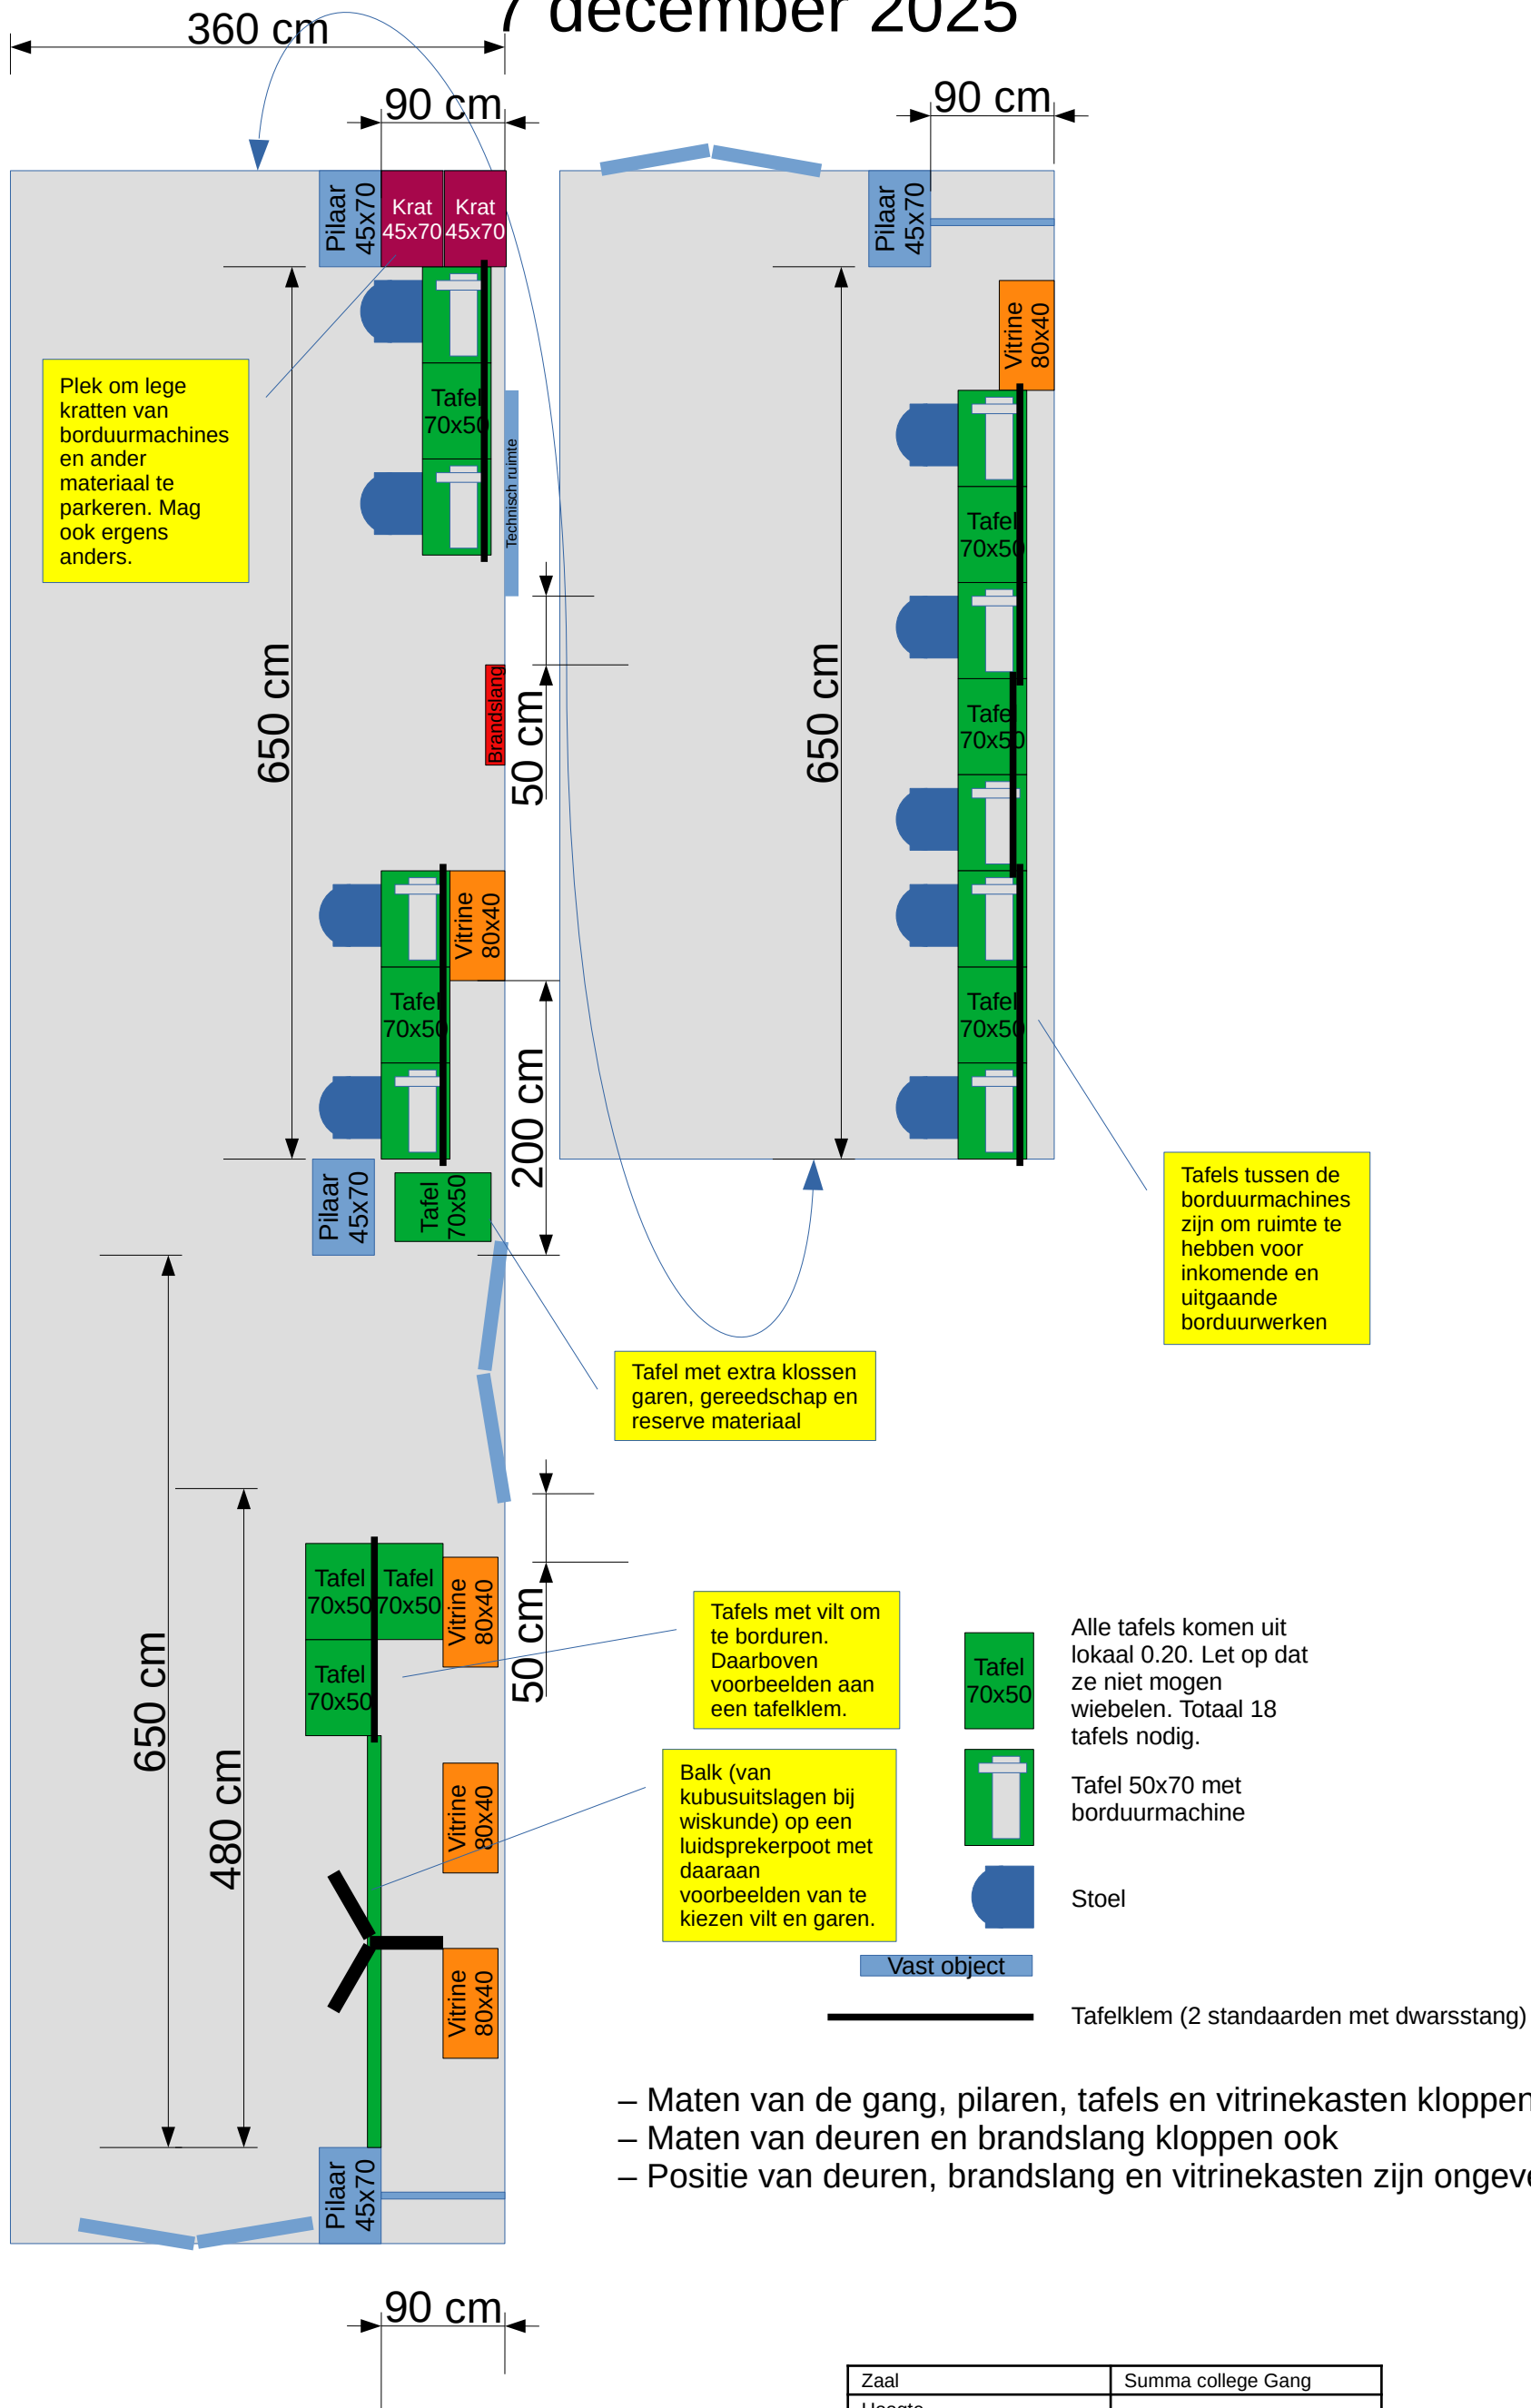 7 december 2025
360 cm
90 cm
90 cm
Pilaar
45x70
Krat
45x70
Krat
45x70
Pilaar
45x70
Vitrine
80x40
Plek om lege
kratten van
borduurmachines
en ander
materiaal te
parkeren. Mag
ook ergens
anders.
Tafel
70x50
Technisch ruimte
Tafel
70x50
650 cm
Brandslang
50 cm
650 cm
Tafel
70x50
Vitrine
80x40
Tafel
70x50
Tafel
70x50
200 cm
Pilaar
45x70
Tafel
70x50
Tafels tussen de
borduurmachines
zijn om ruimte te
hebben voor
inkomende en
uitgaande
borduurwerken
Tafel met extra klossen
garen, gereedschap en
reserve materiaal
Tafel
70x50
Tafel
70x50
Vitrine
80x40
Tafel
70x50
50 cm
650 cm
480 cm
Tafels met vilt om
te borduren.
Daarboven
voorbeelden aan
een tafelklem.
Tafel
70x50
Alle tafels komen uit
lokaal 0.20. Let op dat
ze niet mogen
wiebelen. Totaal 18
tafels nodig.
Vitrine
80x40
Balk (van
kubusuitslagen bij
wiskunde) op een
luidsprekerpoot met
daaraan
voorbeelden van te
kiezen vilt en garen.
Tafel 50x70 met
borduurmachine
Stoel
Vitrine
80x40
Vast object
Tafelklem (2 standaarden met dwarsstang)
– Maten van de gang, pilaren, tafels en vitrinekasten kloppen
– Maten van deuren en brandslang kloppen ook
– Positie van deuren, brandslang en vitrinekasten zijn
Pilaar
45x70
90 cm
Zaal
Summa college Gang